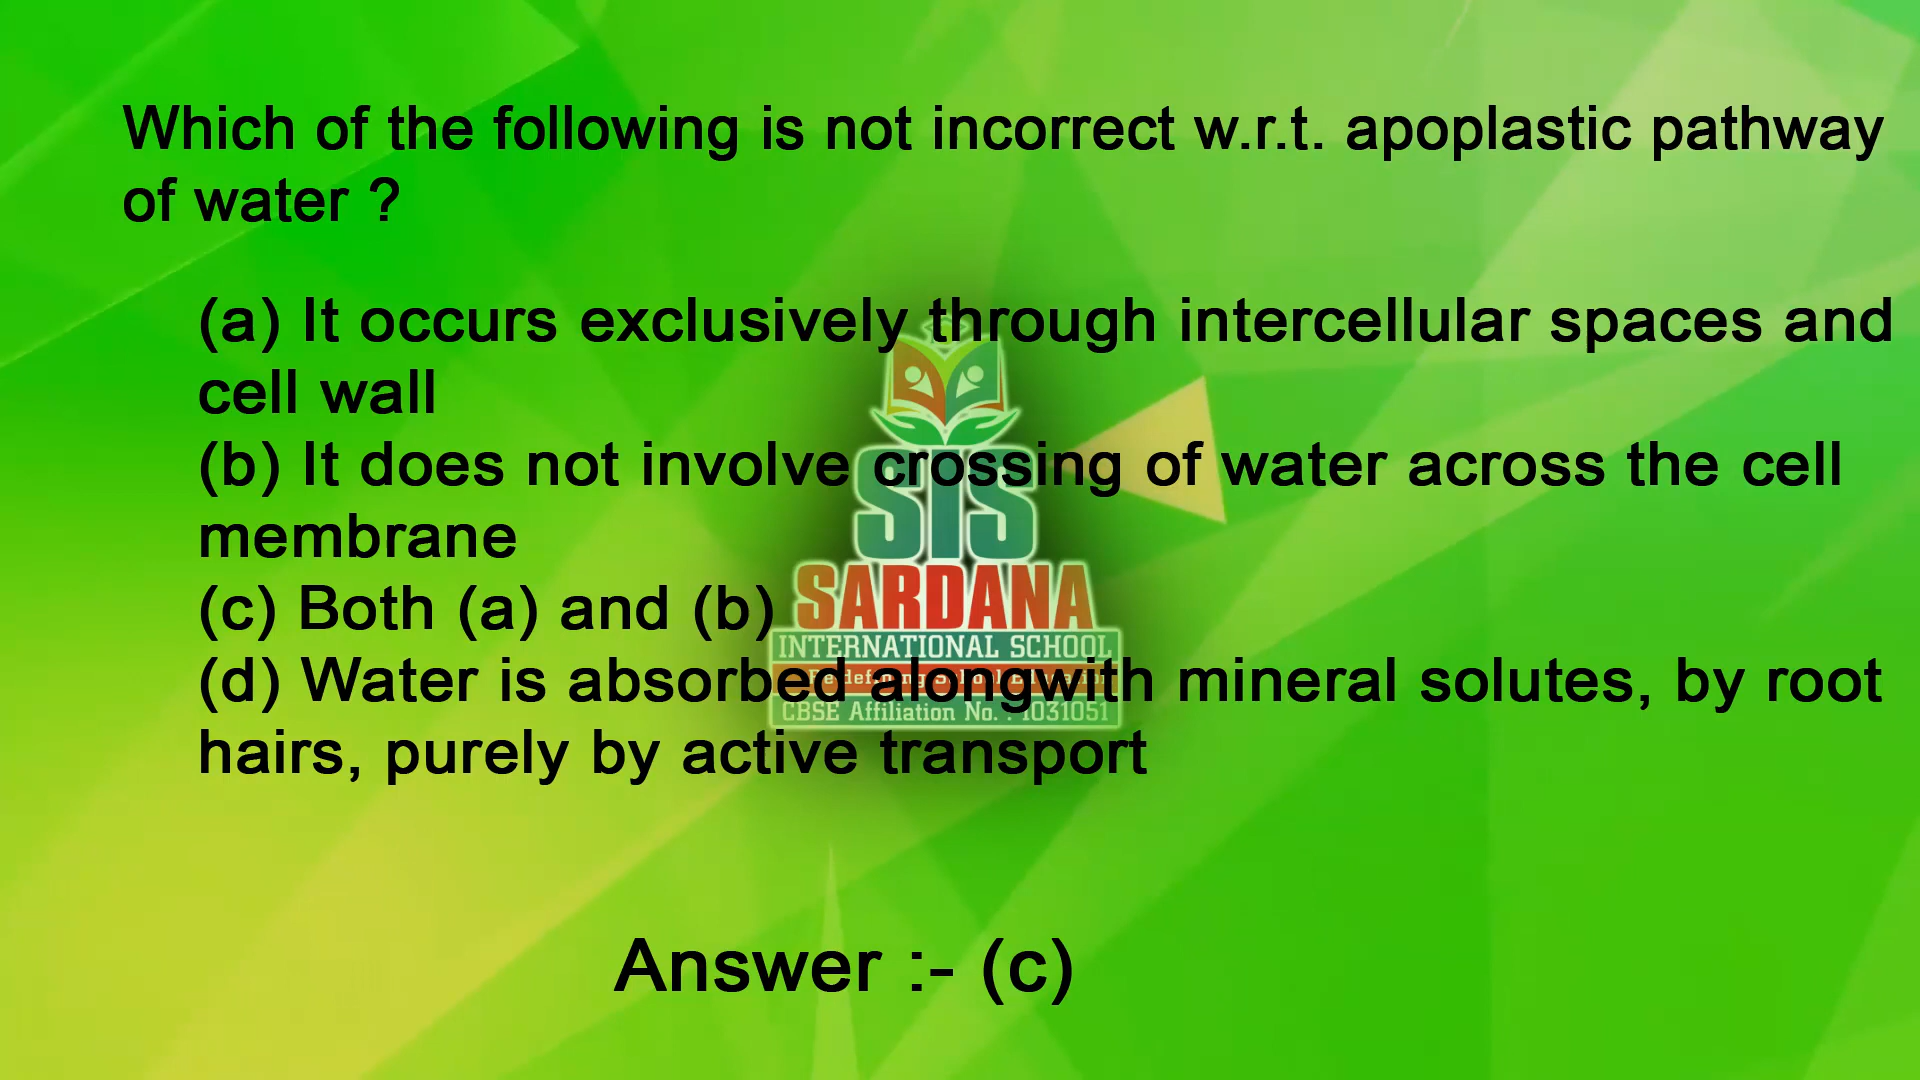 Which of the following is not incorrect w.r.t. apoplastic pathway
of water ?
(a) It occurs exclusively through intercellular spaces and
cell wall
(b) It does not involve crossing of water across the cell
membrane
(c) Both (a) and (b)
(d) Water is absorbed alongwith mineral solutes, by root
hairs, purely by active transport
SIS
SARDANA
INTERNATIONAL SCHOOL
CBSE Affiliation No. : 1031051
Answer :- (c)